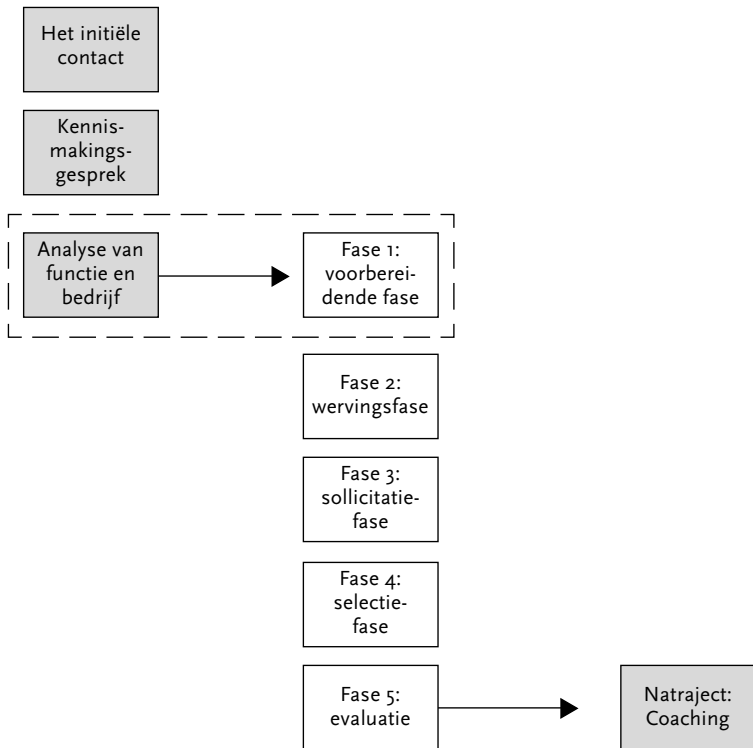 Het initiële
contact
Kennis-
makings-
gesprek
Analyse van
functie en
bedrijf
Fase 1:
voorberei-
dende fase
Fase 2:
wervingsfase
Fase 3:
sollicitatie-
fase
Fase 4:
selectie-
fase
Fase 5:
evaluatie
Natraject:
Coaching